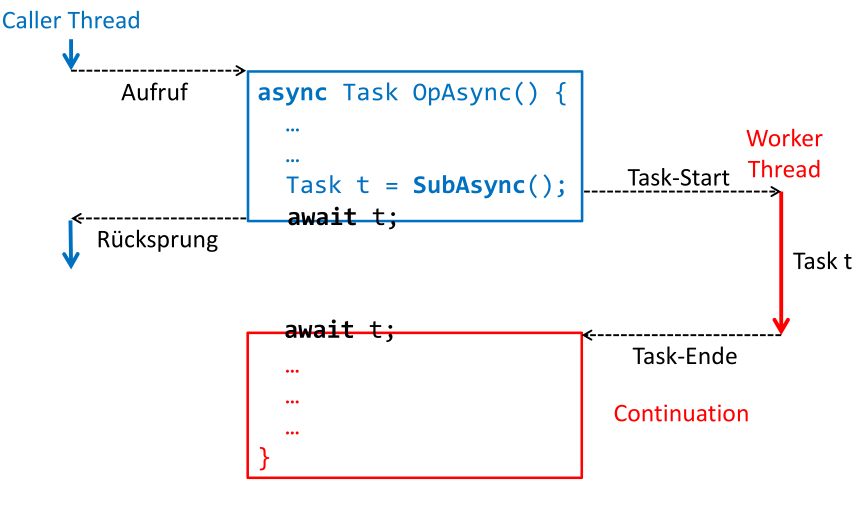 Caller Thread
Aufruf
async Task OpAsync() {
…
…
Task t = SubAsync();
await t;
Rücksprung
Task-Start
Worker
Thread
Task t
await t;
…
…
…
}
Task-Ende
Continuation